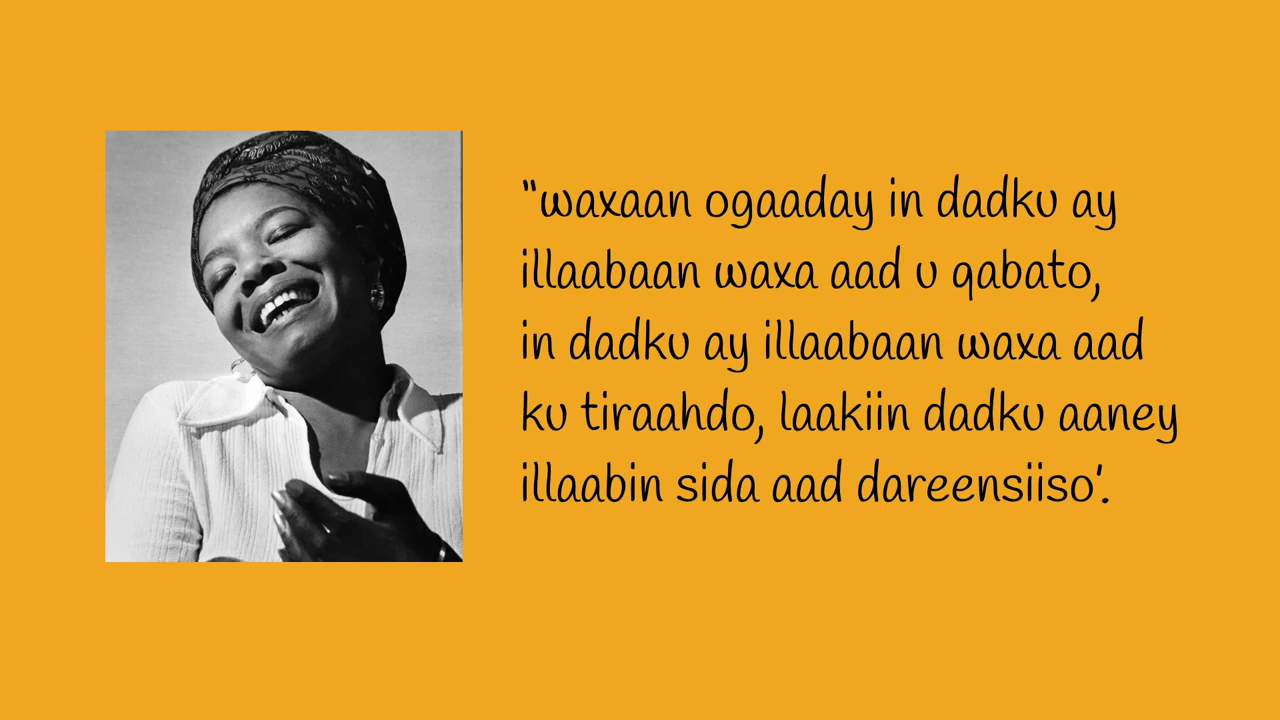 "waxaan ogaaday in dadku ay
illaabaan waxa aad u qabato,
in dadku ay illaabaan waxa aad
ku tiraahdo, laakiin dadku aaney
illaabin sida aad dareensiiso'.